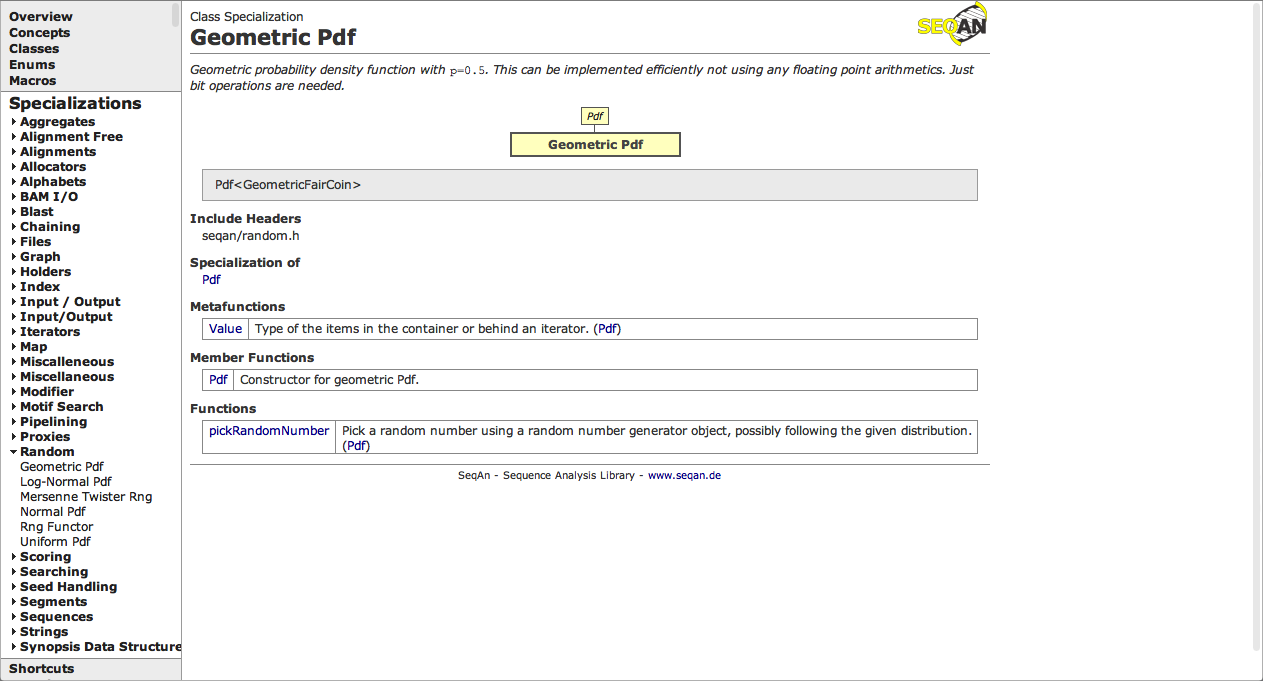 Overview
Concepts
Classes
Enums
Macros
Specializations
Aggregates
Alignment Free
Alignments
Allocators
Alphabets
BAM I/O
Blast
Chaining
Files
Graph
Holders
Index
Input / Output
Input/Output
Iterators
Map
Miscalleneous
Miscellaneous
Modifier
Motif Search
Pipelining
Proxies
Random
Geometric Pdf
Log-Normal Pdf
Mersenne Twister Rng
Normal Pdf
Rng Functor
Uniform Pdf
Scoring
Searching
Seed Handling
Segments
Sequences
Strings
Synopsis Data Structure
Shortcuts
Class Specialization
Geometric Pdf
SEQAN
Geometric probability density function with p=0.5. This can be implemented efficiently not using any floating point arithmetics. Just
bit operations are needed.
Pdf
Geometric Pdf
Pdf<GeometricFairCoin>
Include Headers
seqan/random.h
Specialization of
Pdf
Metafunctions
Value Type of the items in the container or behind an iterator. (Pdf)
Member Functions
Pdf Constructor for geometric Pdf.
Functions
pickRandomNumber Pick a random number using a random number generator object, possibly following the given distribution.
(Pdf)
SeqAn - Sequence Analysis Library - www.seqan.de